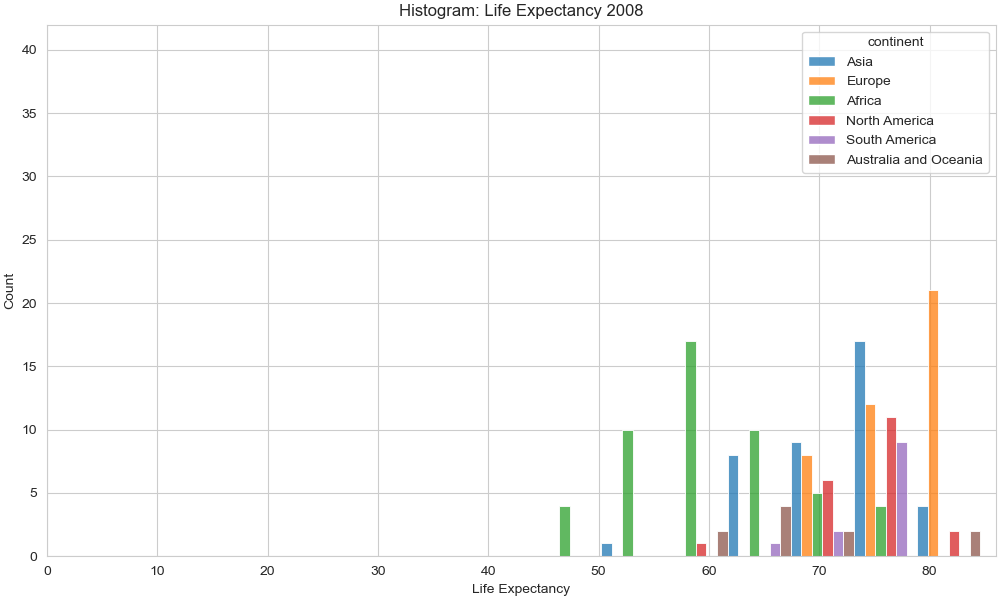 Histogram: Life Expectancy 2008
continent
Asia
Europe
Africa
North America
South America
Australia and Oceania
Count
40
35
30
25
20
15
10
5
0
0 10 20 30 40 50 60 70 80
Life Expectancy